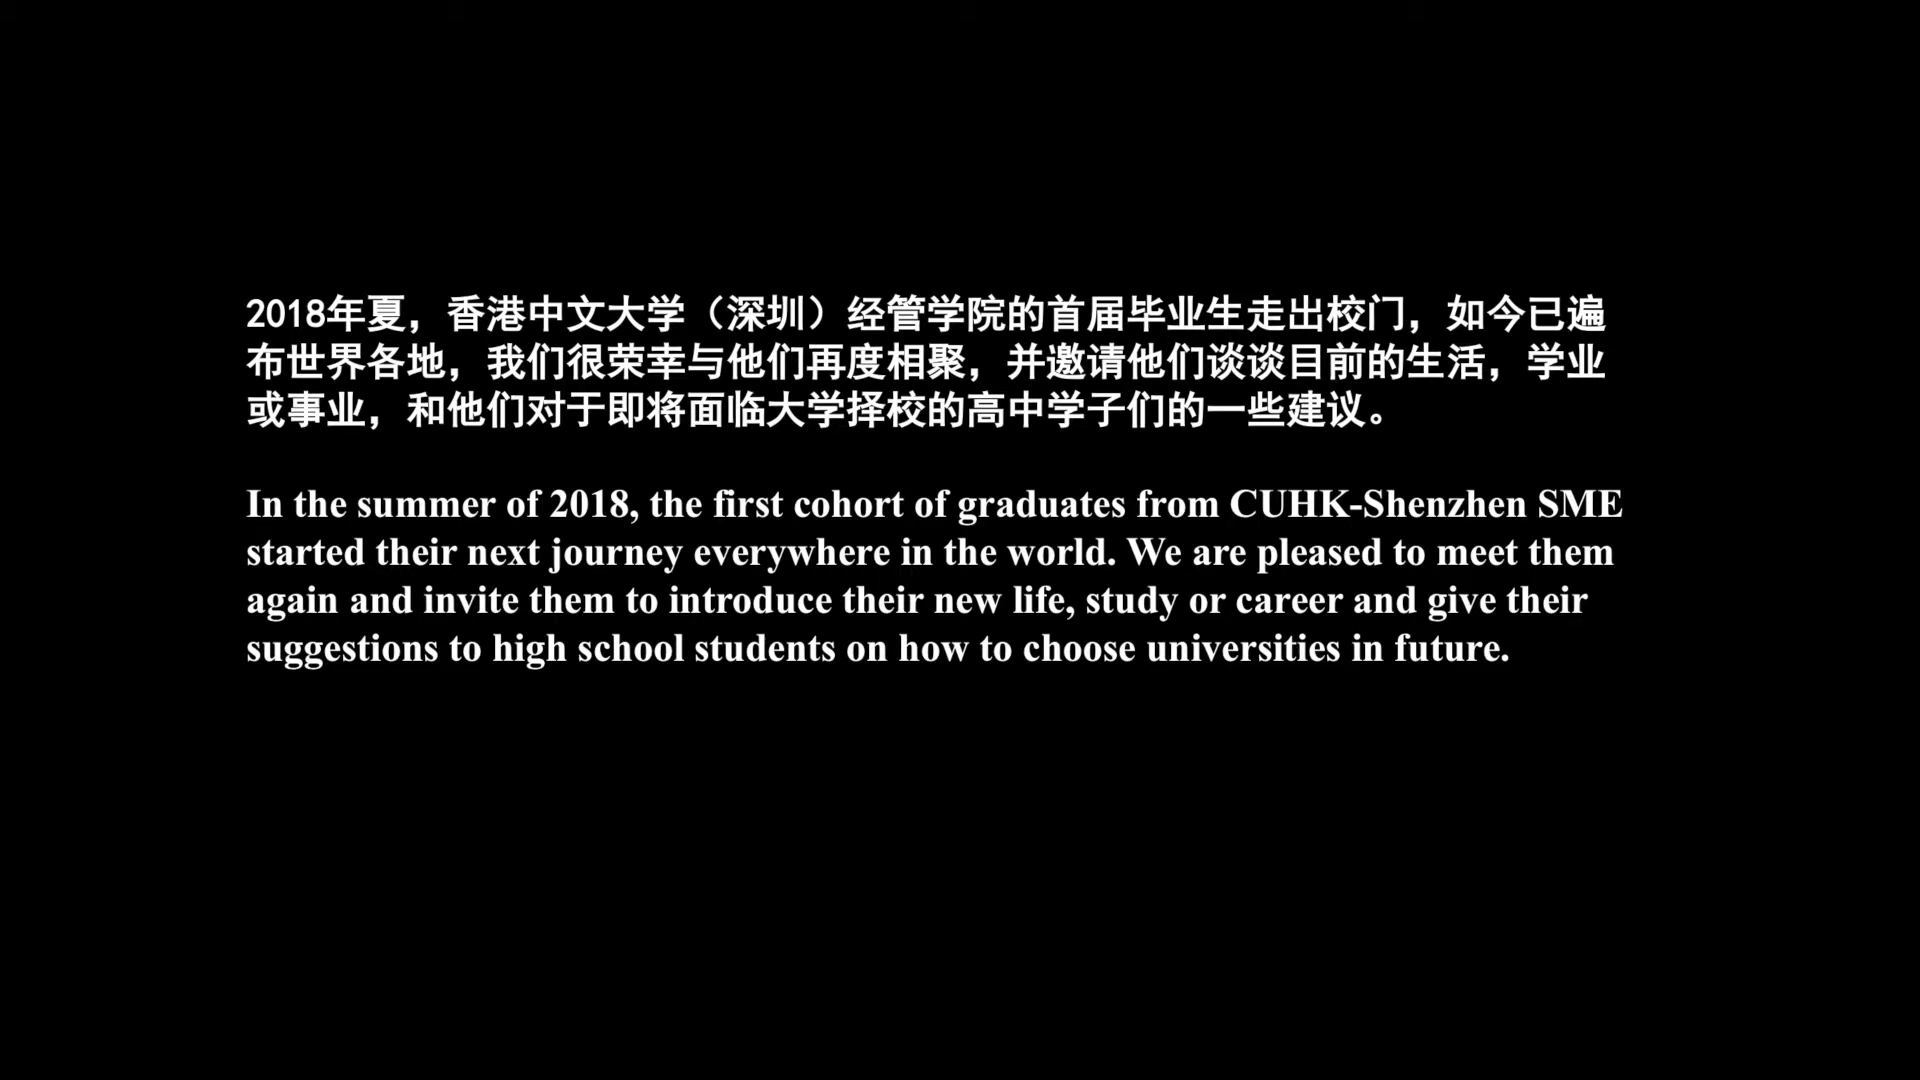 2018年夏，香港中文大学（深圳）经管学院的首届毕业生走出校门，如今已遍
布世界各地，我们很荣幸与他们再度相聚，并邀请他们谈谈目前的生活，学业
或事业，和他们对于即将面临大学择校的高中学子们的一些建议。
In the summer of 2018, the first cohort of graduates from CUHK-Shenzhen SME
started their next journey everywhere in the world. We are pleased to meet them
again and invite them to introduce their new life, study or career and give their
suggestions to high school students on how to choose universities in future.